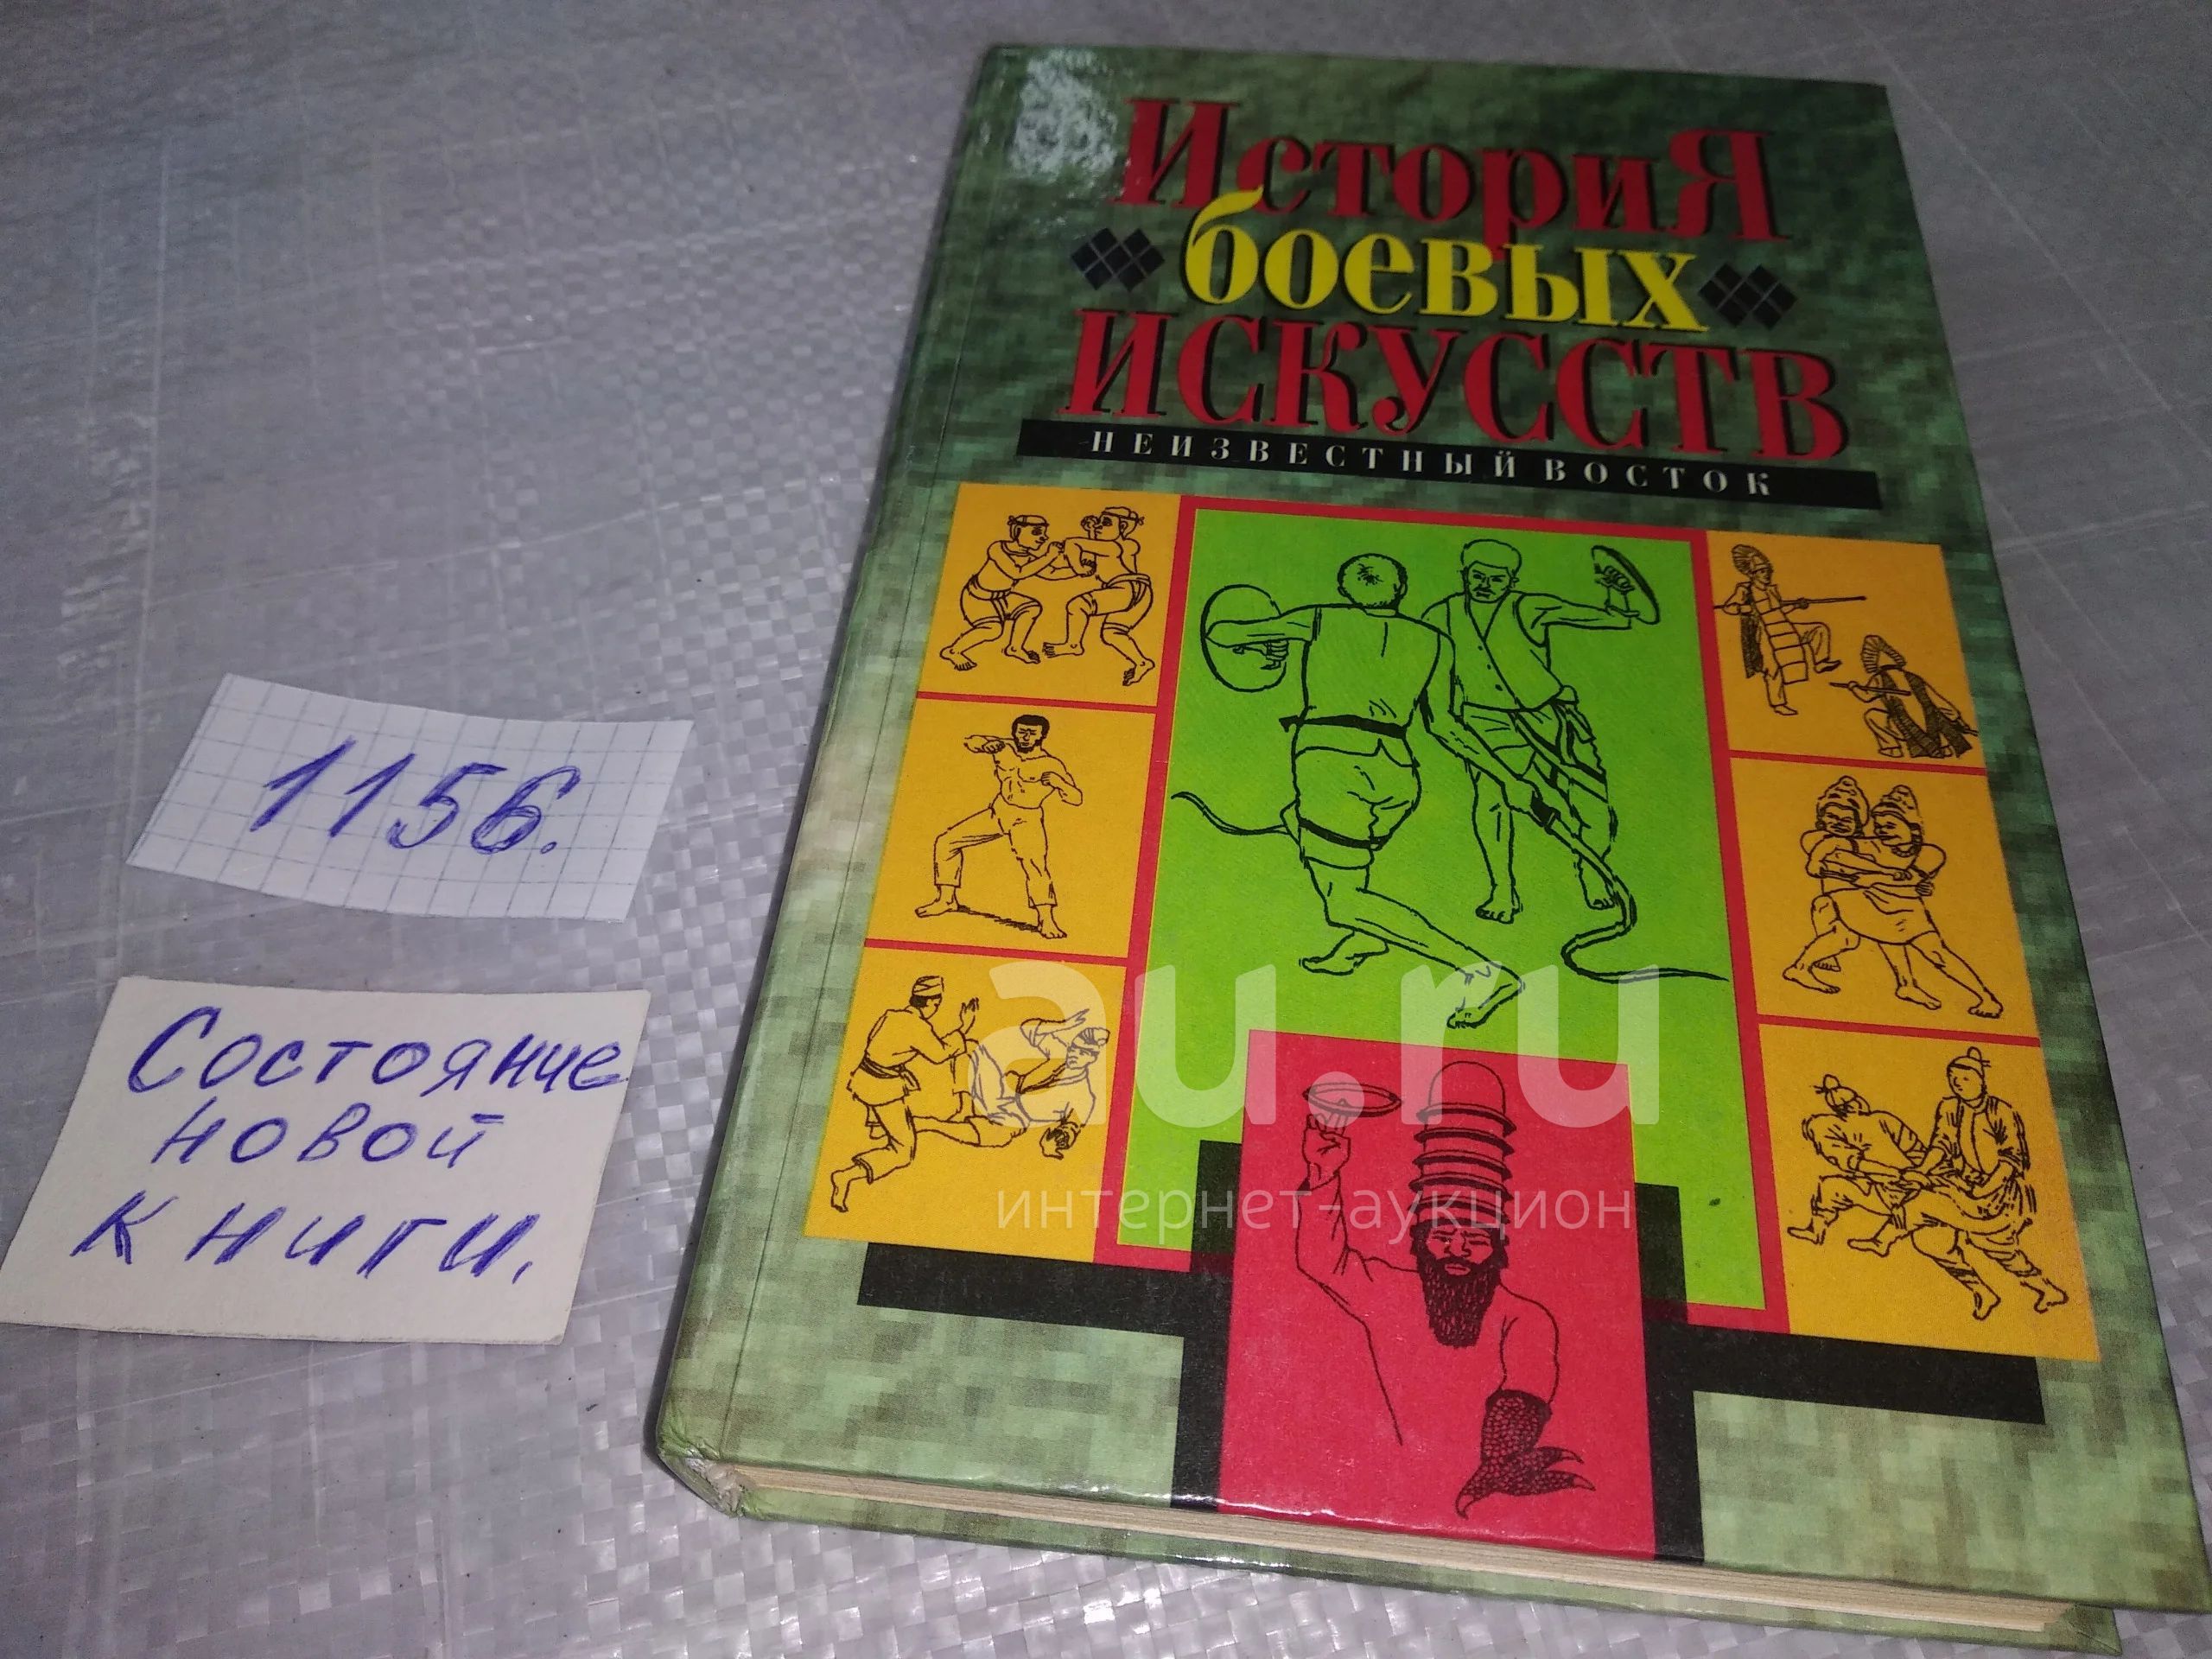 ИсториЯ
боевых
ИСКУССТВ
НЕИЗВЕСТНЫЙ ВОСТОК
1156.
Состояние
новой
книги.
au.ru
интернет-аукцион